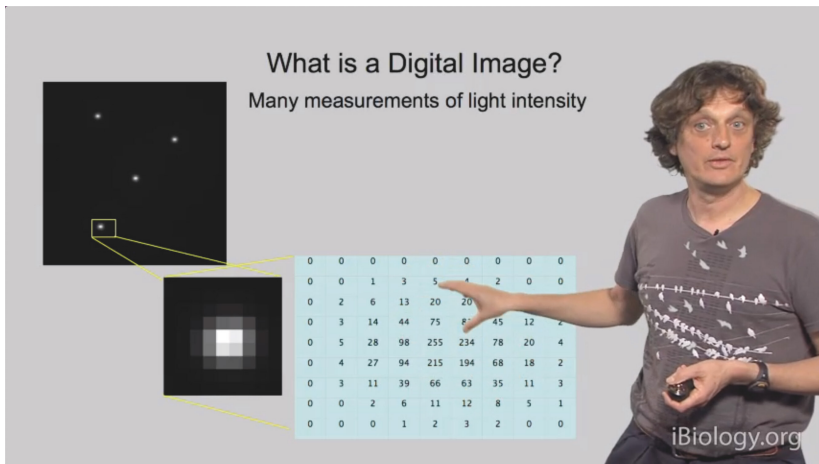 What is a Digital Image?
Many measurements of light intensity
0 0 0 0 0 0 0 0 0
0 0 1 3 5 4 2 0 0
0 2 6 13 20 20
0 3 14 44 75 45 12 2
0 5 28 98 255 234 78 20 4
0 4 27 94 215 194 68 18 2
0 3 11 39 66 63 35 11 3
0 0 2 6 11 12 8 5 1
0 0 0 1 2 3 2 0 0
iBiology.org